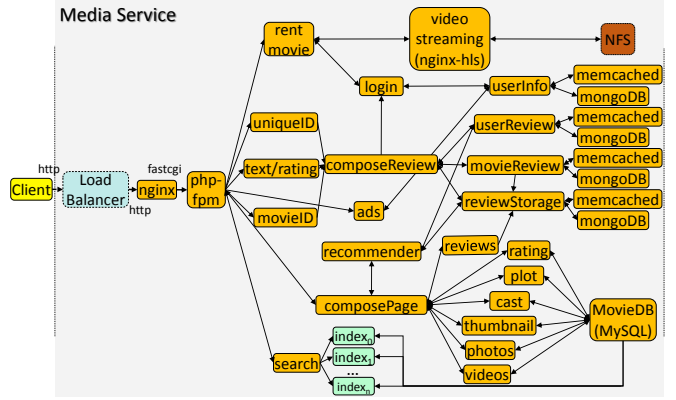 Media Service
rent
movie
video
streaming
(nginx-hls)
NFS
login
userInfo
memcached
mongoDB
uniqueID
userReview
memcached
mongoDB
http
fastcgi
text/rating
composeReview
movieReview
memcached
mongoDB
Client
Load
Balancer
nginx
php-
fpm
http
movieID
ads
reviewStorage
memcached
mongoDB
recommender
reviews
rating
plot
composePage
cast
MovieDB
(MySQL)
thumbnail
index0
photos
search
index1
...
videos
indexn